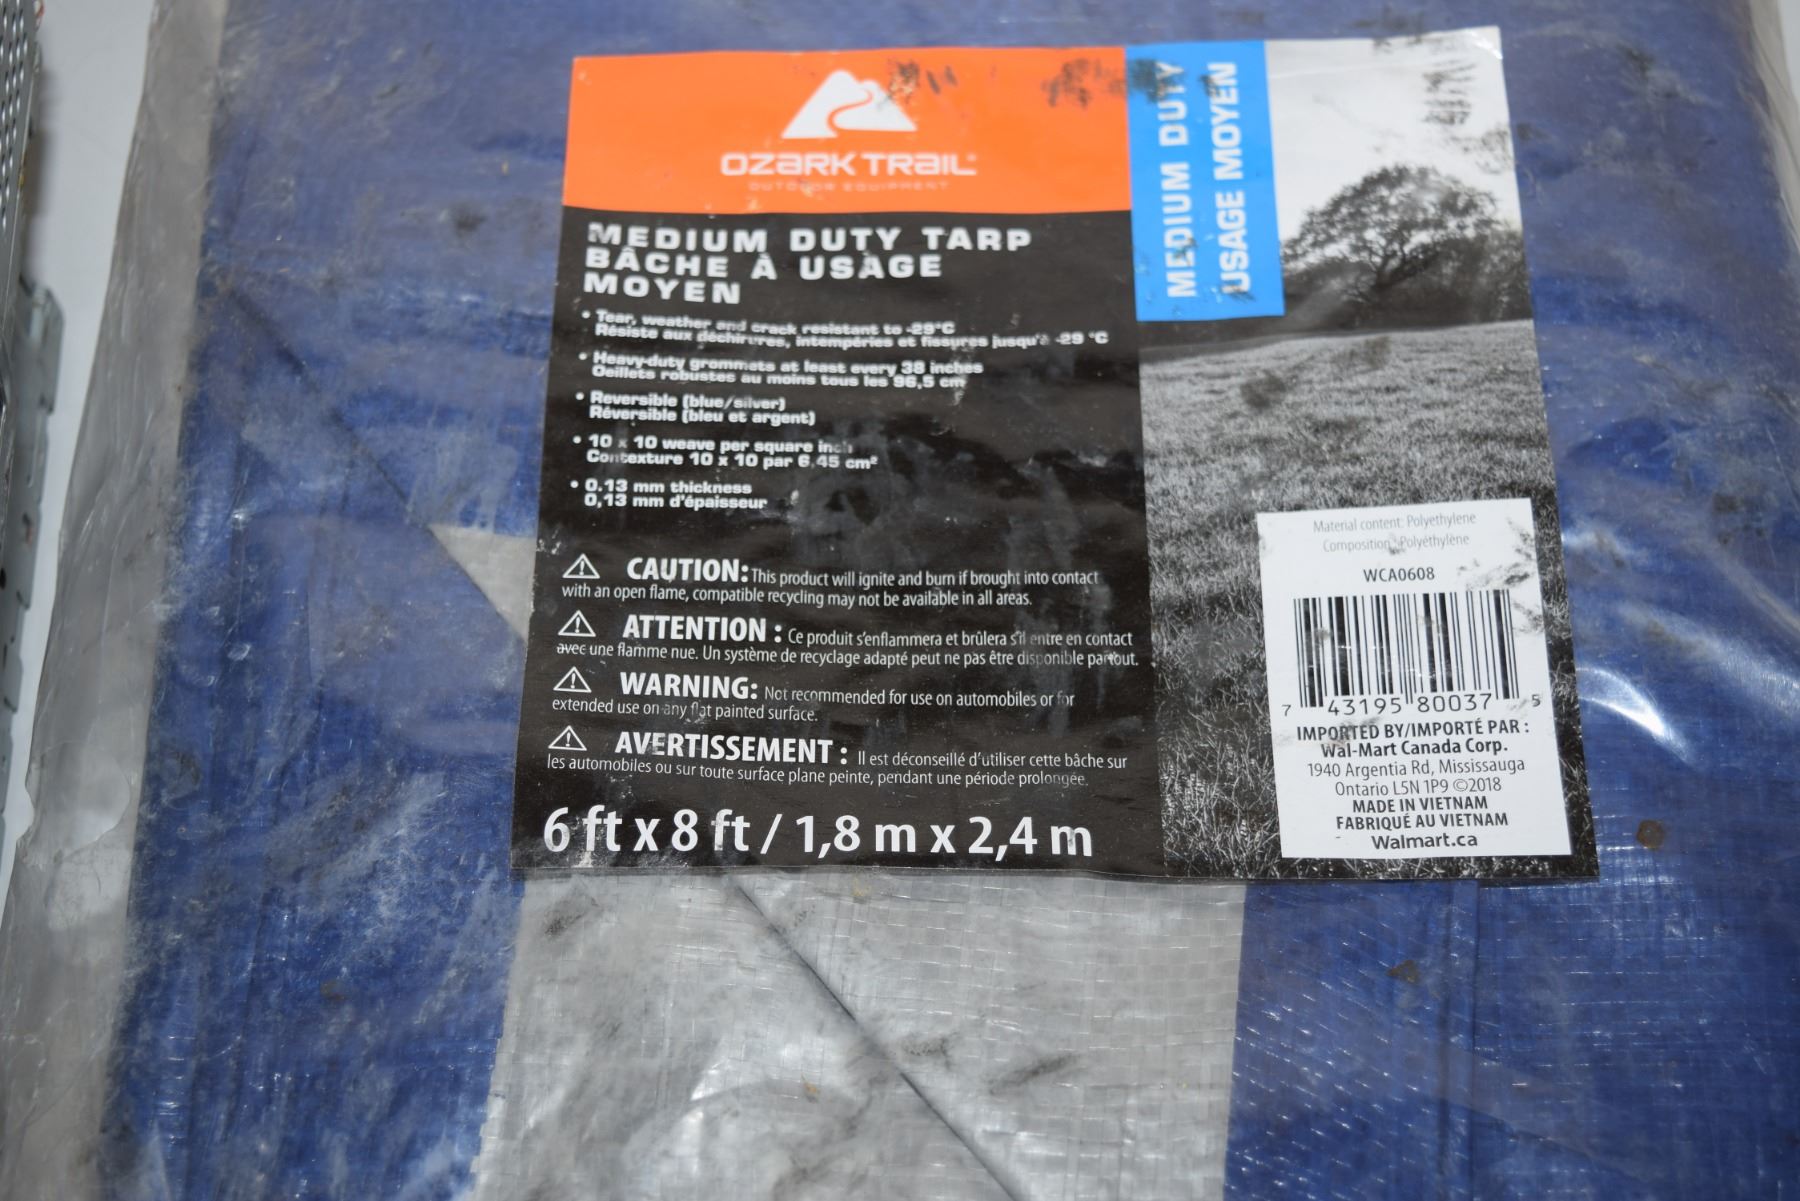 OZARK TRAIL
OUTDOOR EQUIPMENT
MEDIUM DUTY
USAGE MOYEN
MEDIUM DUTY TARP
BÂCHE À USAGE
MOYEN
• Tear, weather and crack resistant to -29°C
Résiste aux déchirures, intempéries et fissures jusqu'à -29 °C
• Heavy-duty grommets at least every 38 inches
Oeillets robustes au moins tous les 96,5 cm
• Reversible (blue/silver)
Réversible (bleu et argent)
• 10 x 10 weave per square inch
Contexture 10 x 10 par 6,45 cm²
• 0.13 mm thickness
0,13 mm d'épaisseur
⚠ CAUTION: This product will ignite and burn if brought into contact
with an open flame, compatible recycling may not be available in all areas.
⚠ ATTENTION : Ce produit s'enflammera et brûlera s'il entre en contact
avec une flamme nue. Un système de recyclage adapté peut ne pas être disponible partout.
⚠ WARNING: Not recommended for use on automobiles or for
extended use on any flat painted surface.
⚠ AVERTISSEMENT : Il est déconseillé d'utiliser cette bâche sur
les automobiles ou sur toute surface plane peinte, pendant une période prolongée.
6 ft x 8 ft / 1,8 m x 2,4 m
Material content: Polyethylene
Composition : Polyéthylène
WCA0608
7 43195 80037 5
IMPORTED BY/IMPORTÉ PAR :
Wal-Mart Canada Corp.
1940 Argentia Rd, Mississauga
Ontario L5N 1P9 ©2018
MADE IN VIETNAM
FABRIQUÉ AU VIETNAM
Walmart.ca